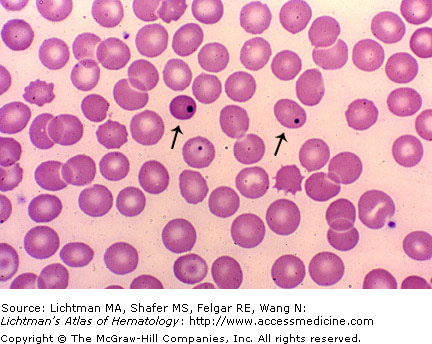 Source: Lichtman MA, Shafer MS, Felgar RE, Wang N:
Lichtman's Atlas of Hematology: http://www.accessmedicine.com
Copyright © The McGraw-Hill Companies, Inc. All rights reserved.